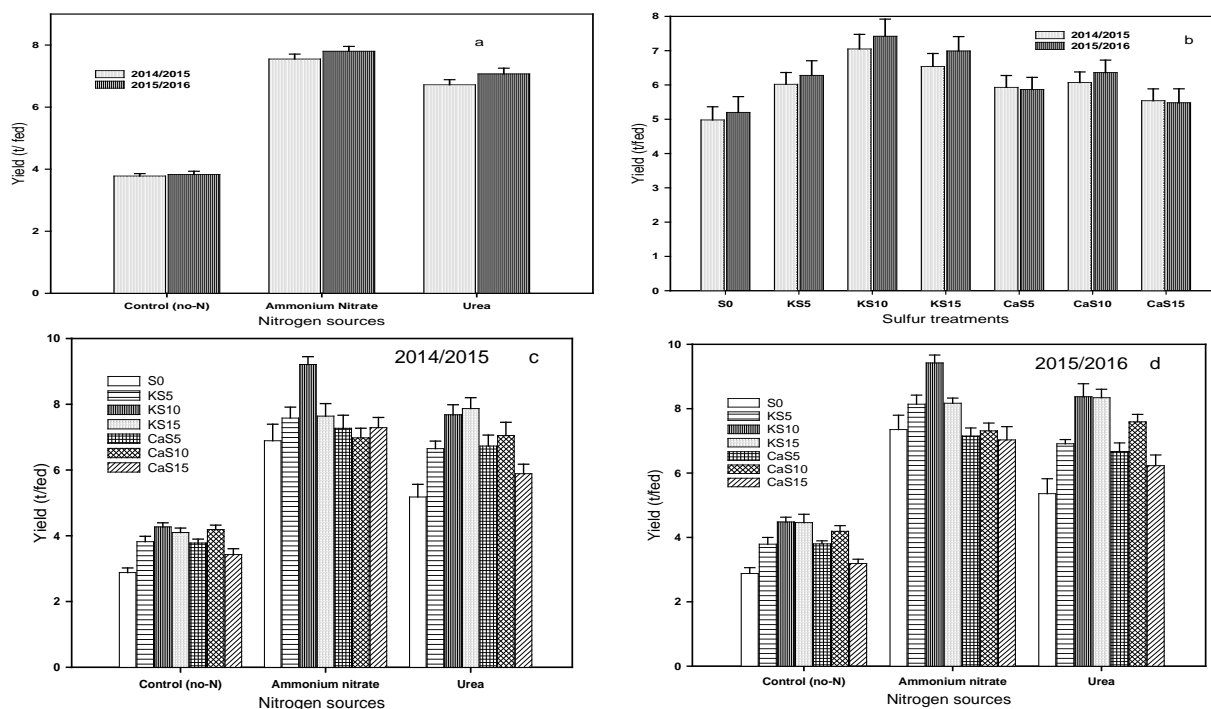 a
2014/2015
2015/2016
Yield (t/ fed)
8
6
4
2
0
Control (no-N) Ammonium Nitrate Urea
Nitrogen sources
b
2014/2015
2015/2016
Yield (t/fed)
8
7
6
5
4
3
2
1
0
S0 KS5 KS10 KS15 CaS5 CaS10 CaS15
Sulfur treatments
2014/2015 c
S0
KS5
KS10
KS15
CaS5
CaS10
CaS15
Yield (t/fed)
10
8
6
4
2
0
Control (no-N) Ammonium nitrate Urea
Nitrogen sources
2015/2016 d
S0
KS5
KS10
KS15
CaS5
CaS10
CaS15
Yield (t/fed)
10
8
6
4
2
0
Control (no-N) Ammonium nitrate Urea
Nitrogen sources